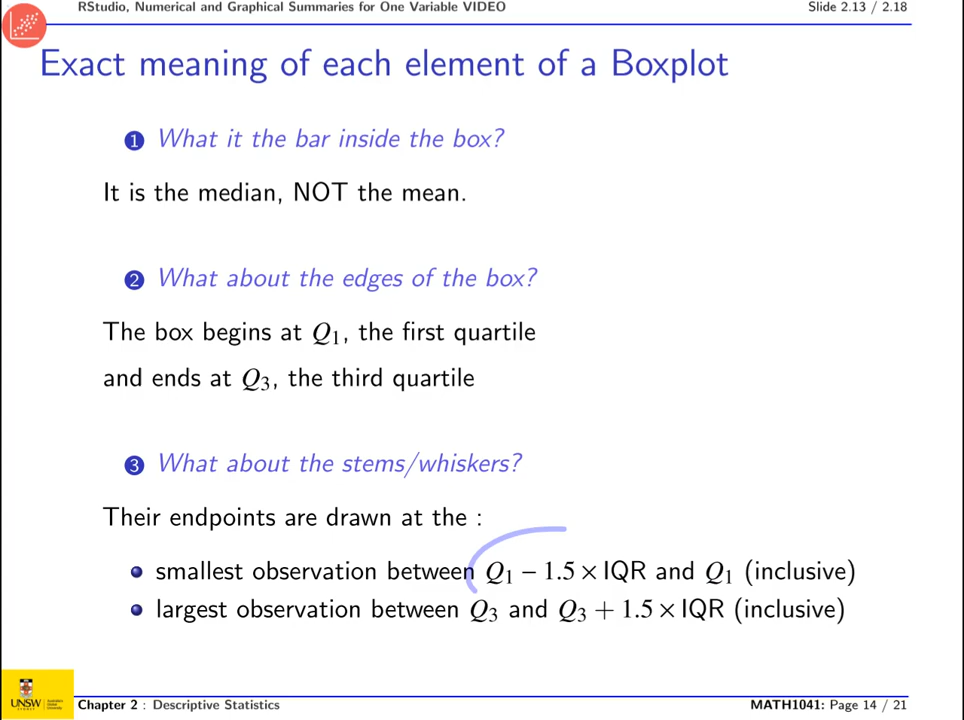 RStudio, Numerical and Graphical Summaries for One Variable VIDEO
Slide 2.13 / 2.18
Exact meaning of each element of a Boxplot
1 What it the bar inside the box?
It is the median, NOT the mean.
2 What about the edges of the box?
The box begins at Q₁, the first quartile
and ends at Q₃, the third quartile
3 What about the stems/whiskers?
Their endpoints are drawn at the :
• smallest observation between Q₁ − 1.5 × IQR and Q₁ (inclusive)
• largest observation between Q₃ and Q₃ + 1.5 × IQR (inclusive)
UNSW
Chapter 2 : Descriptive Statistics
MATH1041: Page 14 / 21